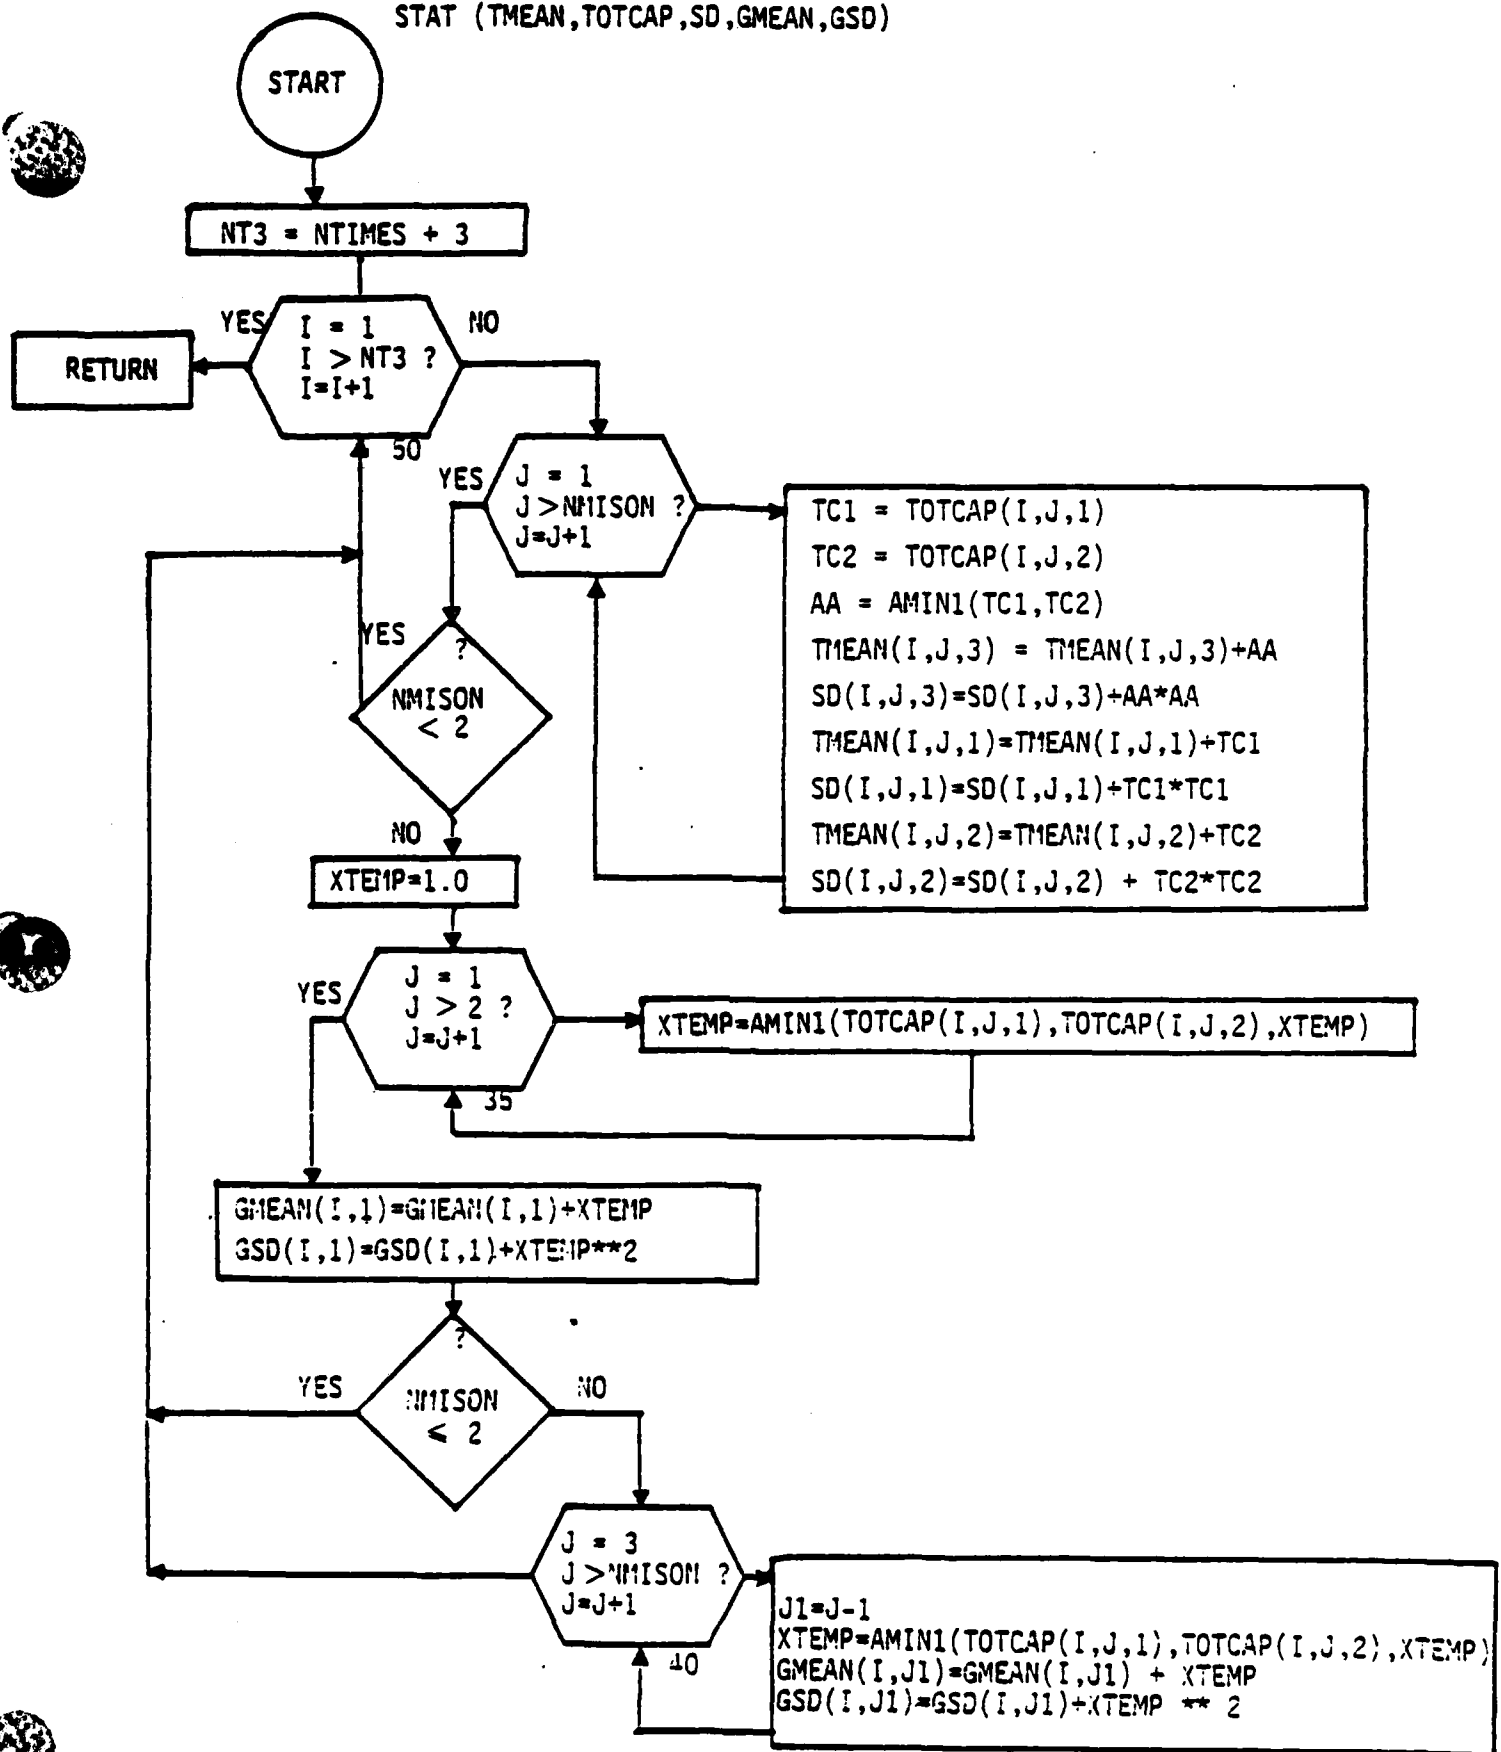 STAT (TMEAN,TOTCAP,SD,GMEAN,GSD)
START
NT3 = NTIMES + 3
YES
I = 1
I > NT3 ?
I=I+1
NO
RETURN
50
YES
J = 1
J >NMISON ?
J=J+1
TC1 = TOTCAP(I,J,1)
TC2 = TOTCAP(I,J,2)
AA = AMIN1(TC1,TC2)
TMEAN(I,J,3) = TMEAN(I,J,3)+AA
SD(I,J,3)=SD(I,J,3)+AA*AA
TMEAN(I,J,1)=TMEAN(I,J,1)+TC1
SD(I,J,1)=SD(I,J,1)+TC1*TC1
TMEAN(I,J,2)=TMEAN(I,J,2)+TC2
SD(I,J,2)=SD(I,J,2) + TC2*TC2
YES
?
NMISON
< 2
NO
XTEMP=1.0
YES
J = 1
J > 2 ?
J=J+1
XTEMP=AMIN1(TOTCAP(I,J,1),TOTCAP(I,J,2),XTEMP)
35
GMEAN(I,1)=GMEAN(I,1)+XTEMP
GSD(I,1)=GSD(I,1)+XTEMP**2
?
YES
NMISON
≤ 2
NO
J = 3
J >NMISON ?
J=J+1
40
J1=J-1
XTEMP=AMIN1(TOTCAP(I,J,1),TOTCAP(I,J,2),XTEMP)
GMEAN(I,J1)=GMEAN(I,J1) + XTEMP
GSD(I,J1)=GSD(I,J1)+XTEMP ** 2